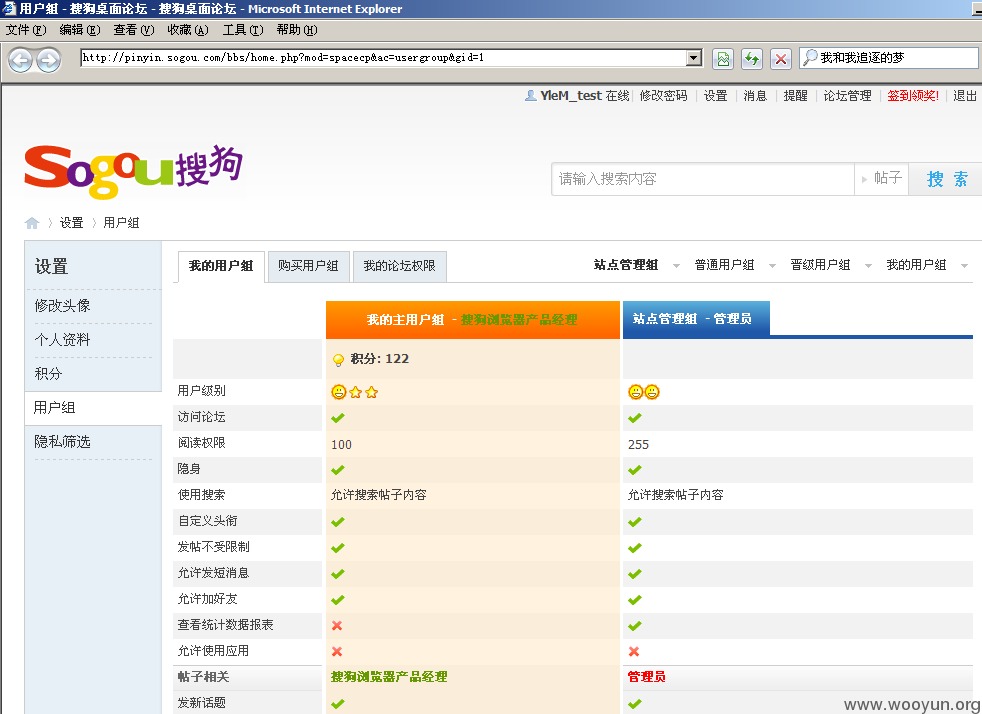 用户组 - 搜狗桌面论坛 - 搜狗桌面论坛 - Microsoft Internet Explorer
文件(F) 编辑(E) 查看(V) 收藏(A) 工具(T) 帮助(H)
http://pinyin.sogou.com/bbs/home.php?mod=spacecp&ac=usergroup&gid=1 我和我追逐的梦
YleM_test 在线 | 修改密码 | 设置 | 消息 | 提醒 | 论坛管理 | 签到领奖! | 退出
Sogou搜狗
请输入搜索内容 帖子 搜索
设置 用户组
设置
修改头像
个人资料
积分
用户组
隐私筛选
我的用户组 购买用户组 我的论坛权限 站点管理组 普通用户组 晋级用户组 我的用户组
我的主用户组 - 搜狗浏览器产品经理 站点管理组 - 管理员
积分: 122
用户级别
访问论坛
阅读权限 100 255
隐身
使用搜索 允许搜索帖子内容 允许搜索帖子内容
自定义头衔
发帖不受限制
允许发短消息
允许加好友
查看统计数据报表
允许使用应用
帖子相关 搜狗浏览器产品经理 管理员
发新话题
www.wooyun.org